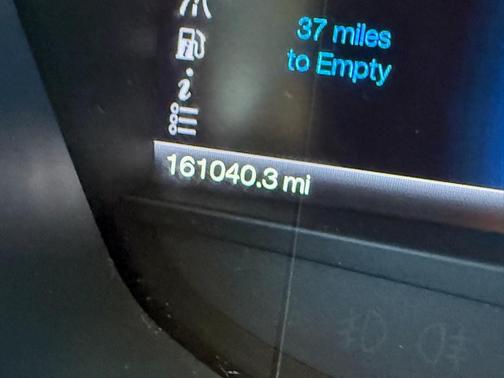 37 miles
to Empty
i
161040.3 mi